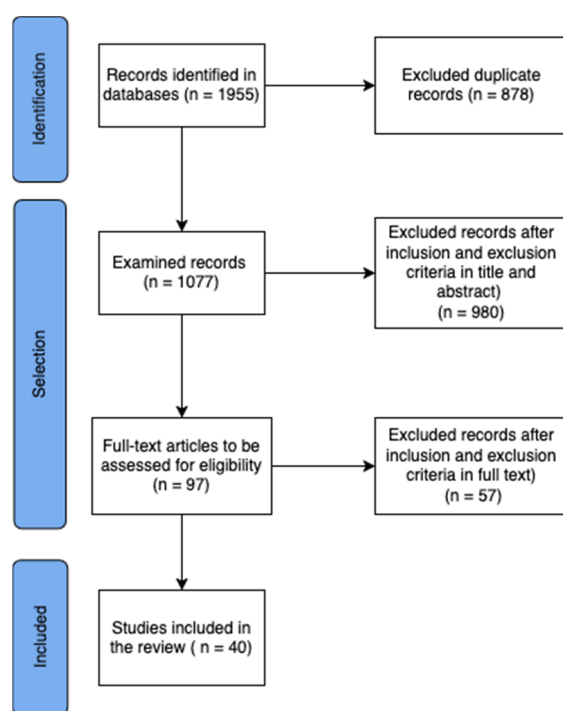 Identification
Records identified in
databases (n = 1955)
Excluded duplicate
records (n = 878)
Selection
Examined records
(n = 1077)
Excluded records after
inclusion and exclusion
criteria in title and
abstract)
(n = 980)
Full-text articles to be
assessed for eligibility
(n = 97)
Excluded records after
inclusion and exclusion
criteria in full text)
(n = 57)
Included
Studies included in
the review ( n = 40)